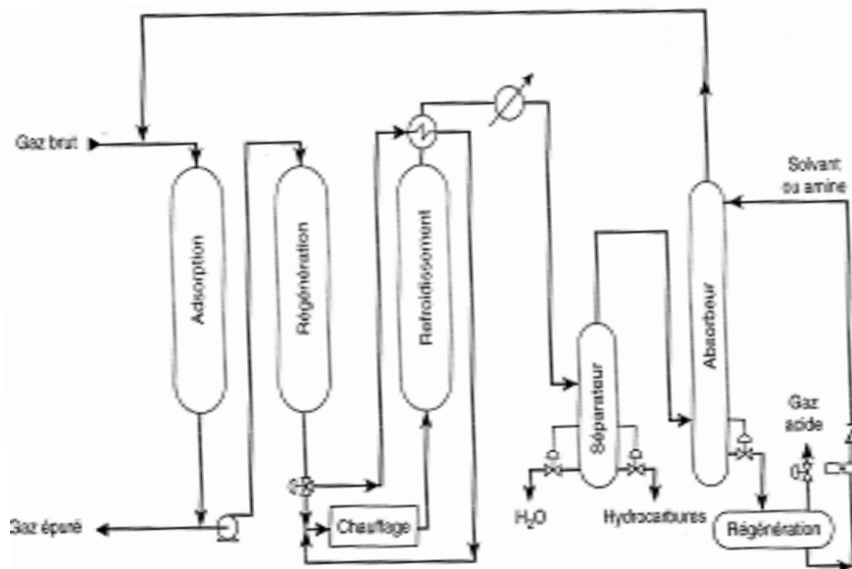 Gaz brut
Adsorption
Régénération
Refroidissement
Solvant
ou amine
Absorbeur
Séparateur
Gaz
acide
Gaz épuré
Chauffage
H₂O
Hydrocarbures
Régénération